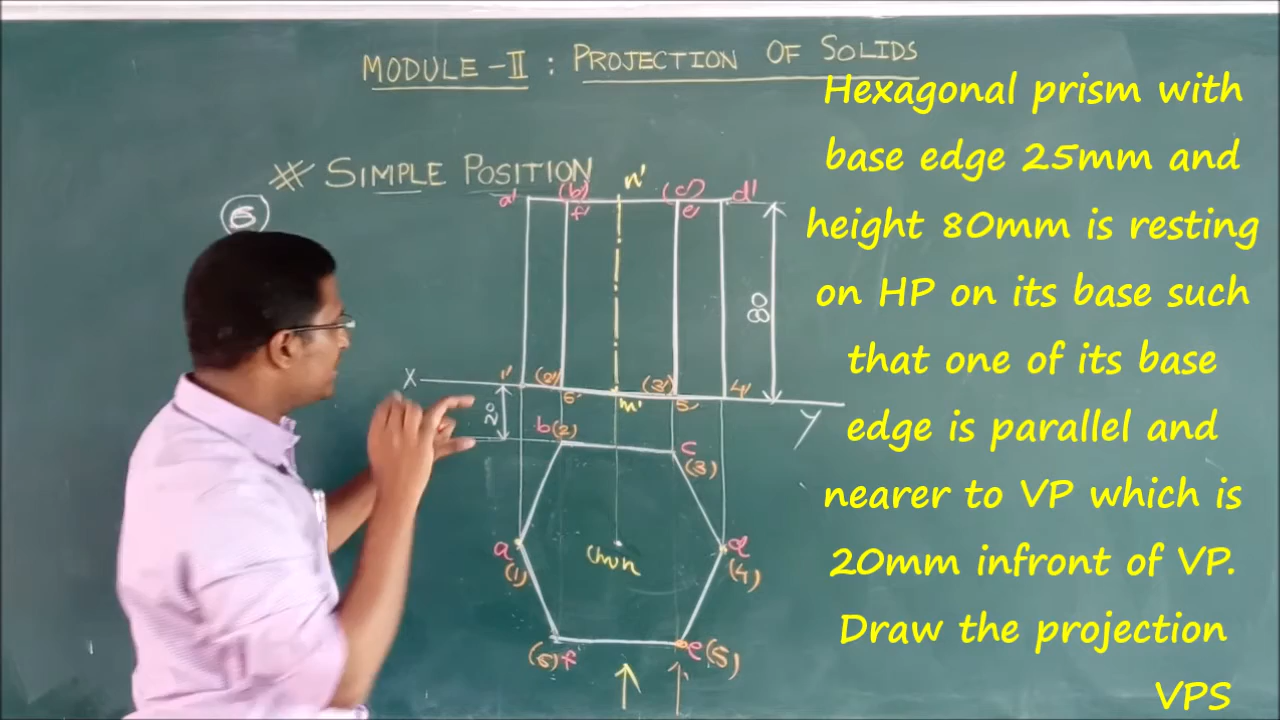 MODULE - II : PROJECTION OF SOLIDS
# SIMPLE POSITION
n'
a' (b') (c') d'
f' e'
80
X 1' (2') (3') 4'
6' m' 5'
Y
20
b(2) c
(3)
a d
(1) (4)
(6)f e(5)
Hexagonal prism with
base edge 25mm and
height 80mm is resting
on HP on its base such
that one of its base
edge is parallel and
nearer to VP which is
20mm infront of VP.
Draw the projection
VPS